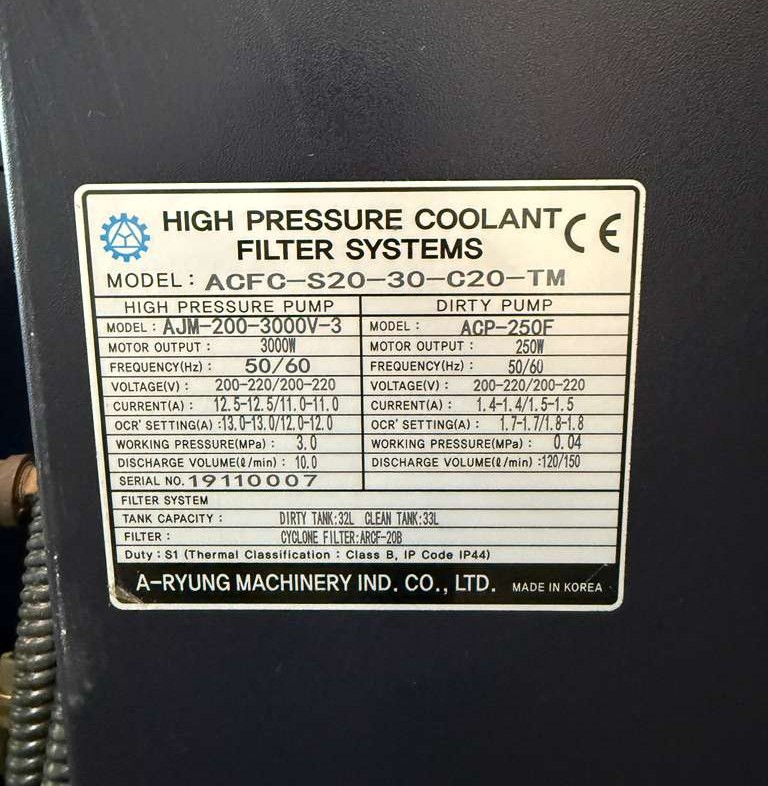 HIGH PRESSURE COOLANT CE
FILTER SYSTEMS
MODEL : ACFC-S20-30-C20-TM
HIGH PRESSURE PUMP DIRTY PUMP
MODEL : AJM-200-3000V-3 MODEL : ACP-250F
MOTOR OUTPUT : 3000W MOTOR OUTPUT : 250W
FREQUENCY(Hz) : 50/60 FREQUENCY(Hz) : 50/60
VOLTAGE(V) : 200-220/200-220 VOLTAGE(V) : 200-220/200-220
CURRENT(A) : 12.5-12.5/11.0-11.0 CURRENT(A) : 1.4-1.4/1.5-1.5
OCR' SETTING(A) :13.0-13.0/12.0-12.0 OCR' SETTING(A) : 1.7-1.7/1.8-1.8
WORKING PRESSURE(MPa) : 3.0 WORKING PRESSURE(MPa) : 0.04
DISCHARGE VOLUME(ℓ/min) : 10.0 DISCHARGE VOLUME(ℓ/min) :120/150
SERIAL NO. 19110007
FILTER SYSTEM
TANK CAPACITY : DIRTY TANK:32L CLEAN TANK:33L
FILTER : CYCLONE FILTER:ARCF-20B
Duty : S1 (Thermal Classification : Class B, IP Code IP44)
A-RYUNG MACHINERY IND. CO., LTD. MADE IN KOREA